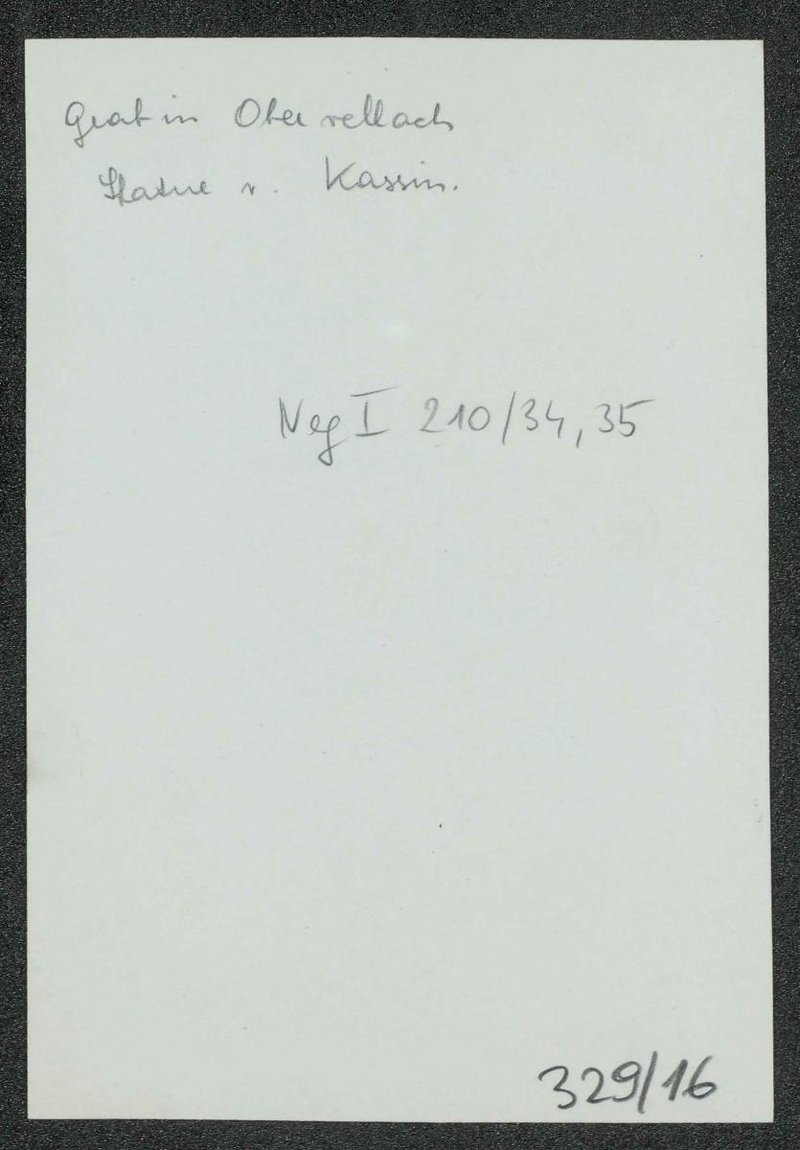 Grab in Obervellach
Statue v. Kassin.
Neg I 210/34, 35
329/16